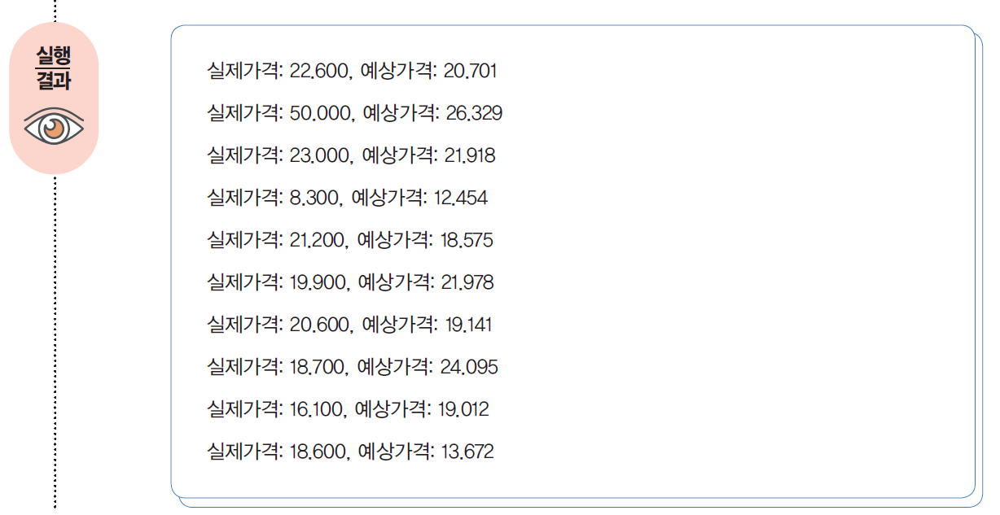 실행
결과
실제가격: 22.600, 예상가격: 20.701
실제가격: 50.000, 예상가격: 26.329
실제가격: 23.000, 예상가격: 21.918
실제가격: 8.300, 예상가격: 12.454
실제가격: 21.200, 예상가격: 18.575
실제가격: 19.900, 예상가격: 21.978
실제가격: 20.600, 예상가격: 19.141
실제가격: 18.700, 예상가격: 24.095
실제가격: 16.100, 예상가격: 19.012
실제가격: 18.600, 예상가격: 13.672